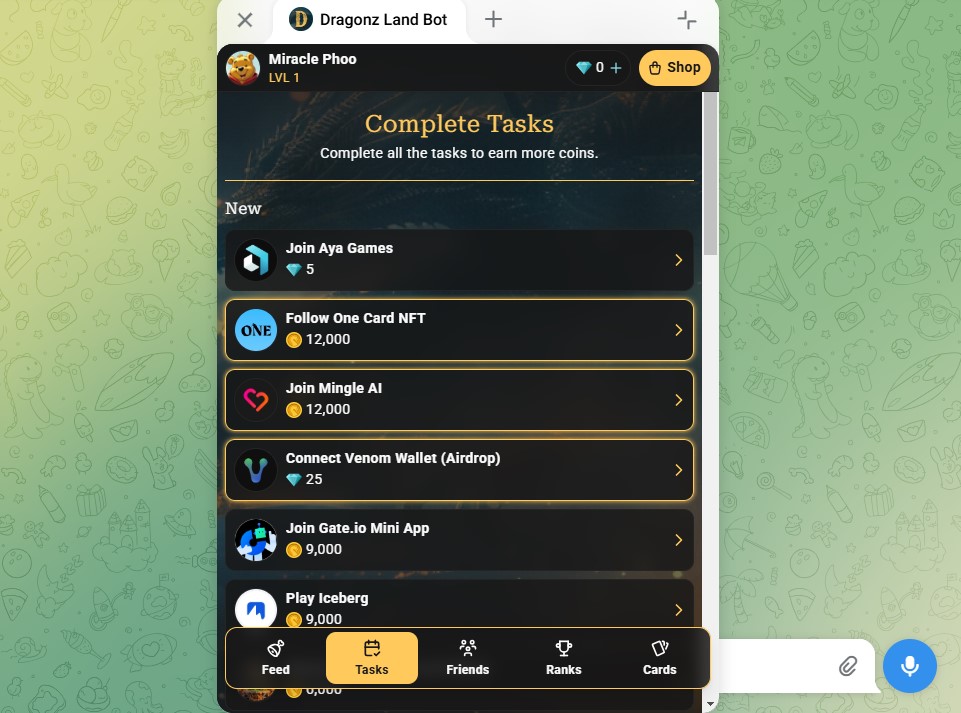 Dragonz Land Bot
Miracle Phoo
LVL 1
0
Shop
Complete Tasks
Complete all the tasks to earn more coins.
New
Join Aya Games
5
Follow One Card NFT
ONE
12,000
Join Mingle AI
12,000
Connect Venom Wallet (Airdrop)
25
Join Gate.io Mini App
9,000
Play Iceberg
9,000
Feed
Tasks
Friends
Ranks
Cards